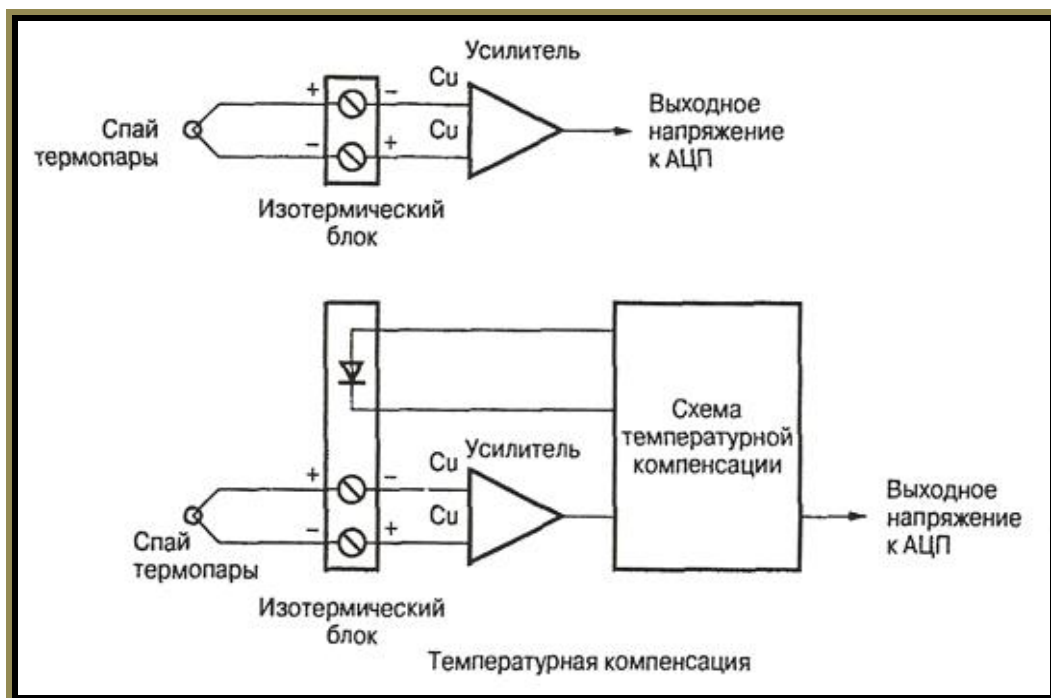 Усилитель
+
–
Cu
Спай
термопары
Cu
–
+
Выходное
напряжение
к АЦП
Изотермический
блок
Схема
температурной
компенсации
Усилитель
+
–
Cu
Cu
–
+
Спай
термопары
Выходное
напряжение
к АЦП
Изотермический
блок
Температурная компенсация